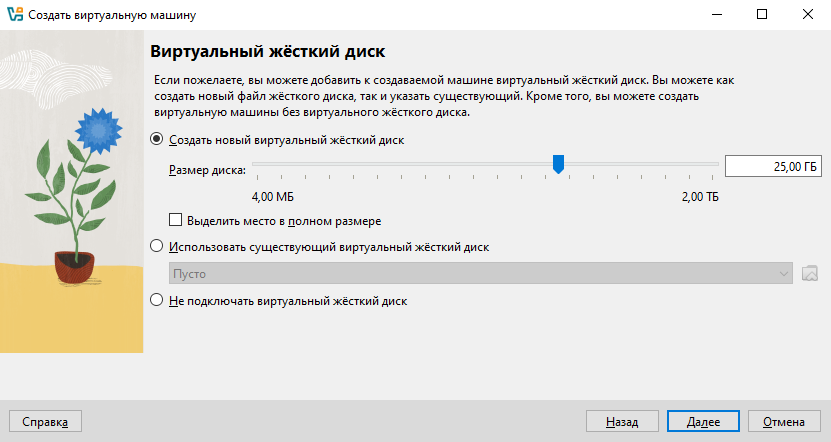 Создать виртуальную машину
Виртуальный жёсткий диск
Если пожелаете, вы можете добавить к создаваемой машине виртуальный жёсткий диск. Вы можете как
создать новый файл жёсткого диска, так и указать существующий. Кроме того, вы можете создать
виртуальную машины без виртуального жёсткого диска.
Создать новый виртуальный жёсткий диск
Размер диска:
25,00 ГБ
4,00 МБ
2,00 ТБ
Выделить место в полном размере
Использовать существующий виртуальный жёсткий диск
Пусто
Не подключать виртуальный жёсткий диск
Справка
Назад
Далее
Отмена